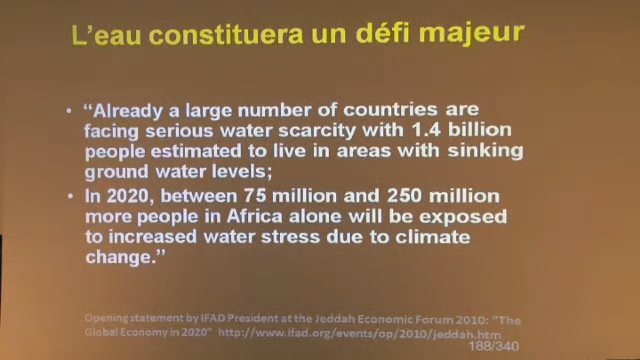 L'eau constituera un défi majeur
• "Already a large number of countries are
facing serious water scarcity with 1.4 billion
people estimated to live in areas with sinking
ground water levels;
• In 2020, between 75 million and 250 million
more people in Africa alone will be exposed
to increased water stress due to climate
change."
Opening statement by IFAD President at the Jeddah Economic Forum 2010: "The
Global Economy in 2020" http://www.ifad.org/events/op/2010/jeddah.htm
188/340